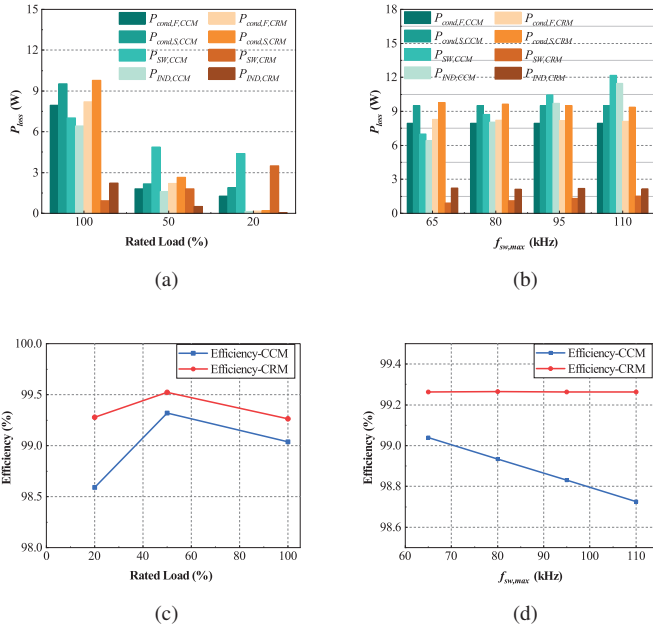 15
12
9
6
3
0
P_loss (W)
P_cond,F,CCM
P_cond,S,CCM
P_SW,CCM
P_IND,CCM
P_cond,F,CRM
P_cond,S,CRM
P_SW,CRM
P_IND,CRM
100 50 20
Rated Load (%)
(a)
18
15
12
9
6
3
0
P_loss (W)
P_cond,F,CCM
P_cond,S,CCM
P_SW,CCM
P_IND,CCM
P_cond,F,CRM
P_cond,S,CRM
P_SW,CRM
P_IND,CRM
65 80 95 110
f_sw,max (kHz)
(b)
100.0
99.5
99.0
98.5
98.0
Efficiency (%)
Efficiency-CCM
Efficiency-CRM
0 20 40 60 80 100
Rated Load (%)
(c)
99.4
99.2
99.0
98.8
98.6
Efficiency (%)
Efficiency-CCM
Efficiency-CRM
60 70 80 90 100 110
f_sw,max (kHz)
(d)